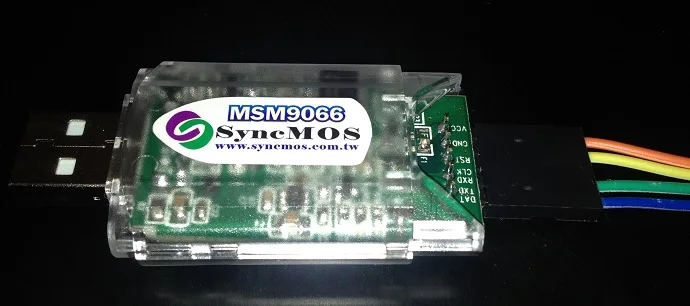 MSM9066
SyncMOS
www.syncmos.com.tw
VCC
GND
RST
CLK
RXD
TXD
DAT